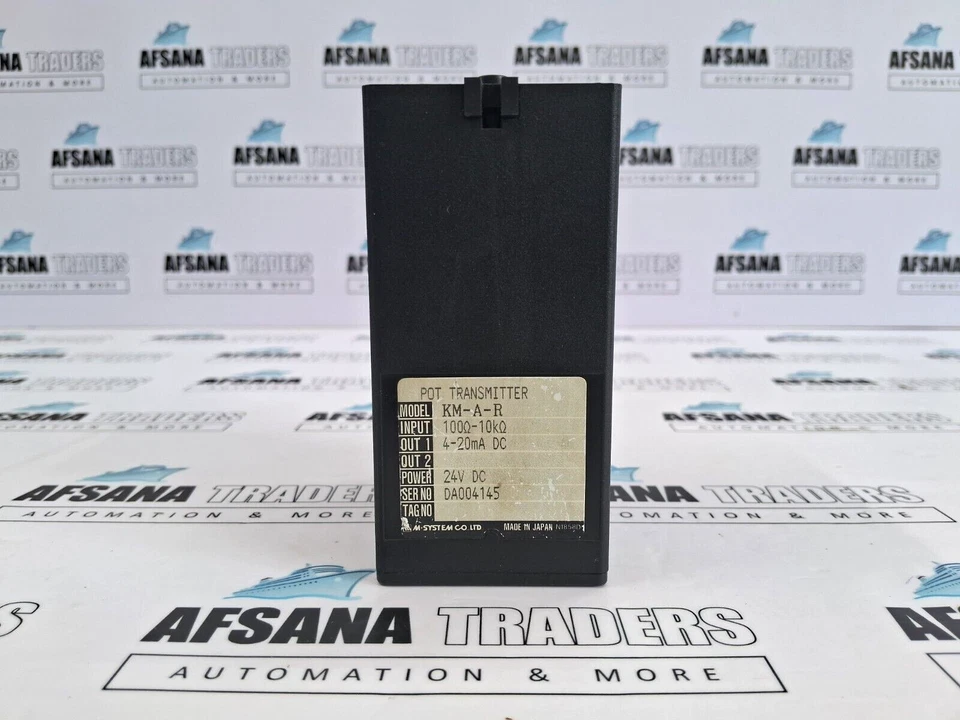 AFSANA TRADERS
AUTOMATION & MORE
POT TRANSMITTER
MODEL KM-A-R
INPUT 100Ω-10kΩ
OUT 1 4-20mA DC
OUT 2
POWER 24V DC
SER NO DA004145
TAG NO
M-SYSTEM CO.,LTD MADE IN JAPAN
AFSANA TRADERS
AUTOMATION & MORE